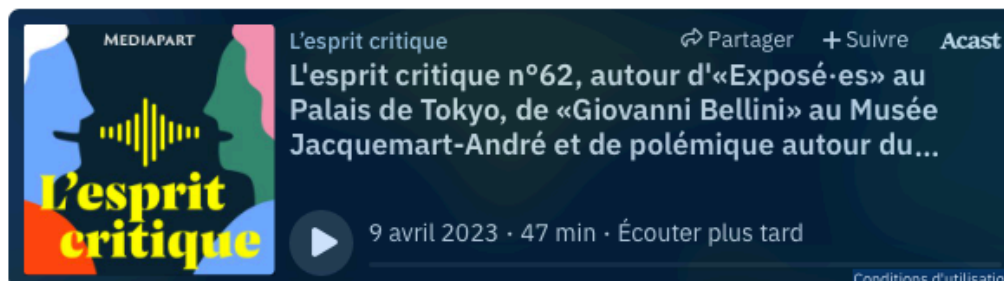 MEDIAPART
L'esprit
critique
L'esprit critique
Partager
Suivre
Acast
L'esprit critique n°62, autour d'«Exposé·es» au
Palais de Tokyo, de «Giovanni Bellini» au Musée
Jacquemart-André et de polémique autour du...
9 avril 2023 · 47 min · Écouter plus tard